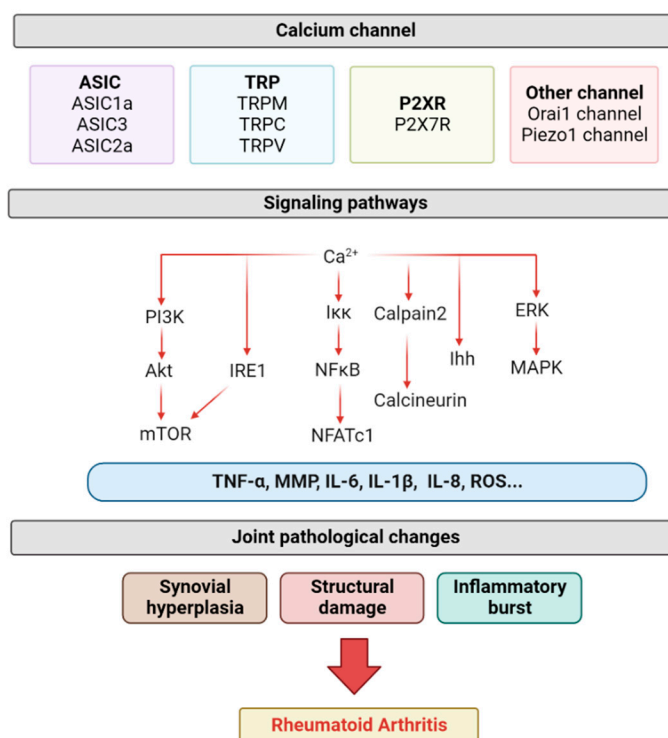 Calcium channel
ASIC
ASIC1a
ASIC3
ASIC2a
TRP
TRPM
TRPC
TRPV
P2XR
P2X7R
Other channel
Orai1 channel
Piezo1 channel
Signaling pathways
Ca²⁺
PI3K
Akt
mTOR
IRE1
Iκκ
NFκB
NFATc1
Calpain2
Calcineurin
Ihh
ERK
MAPK
TNF-α, MMP, IL-6, IL-1β, IL-8, ROS...
Joint pathological changes
Synovial
hyperplasia
Structural
damage
Inflammatory
burst
Rheumatoid Arthritis